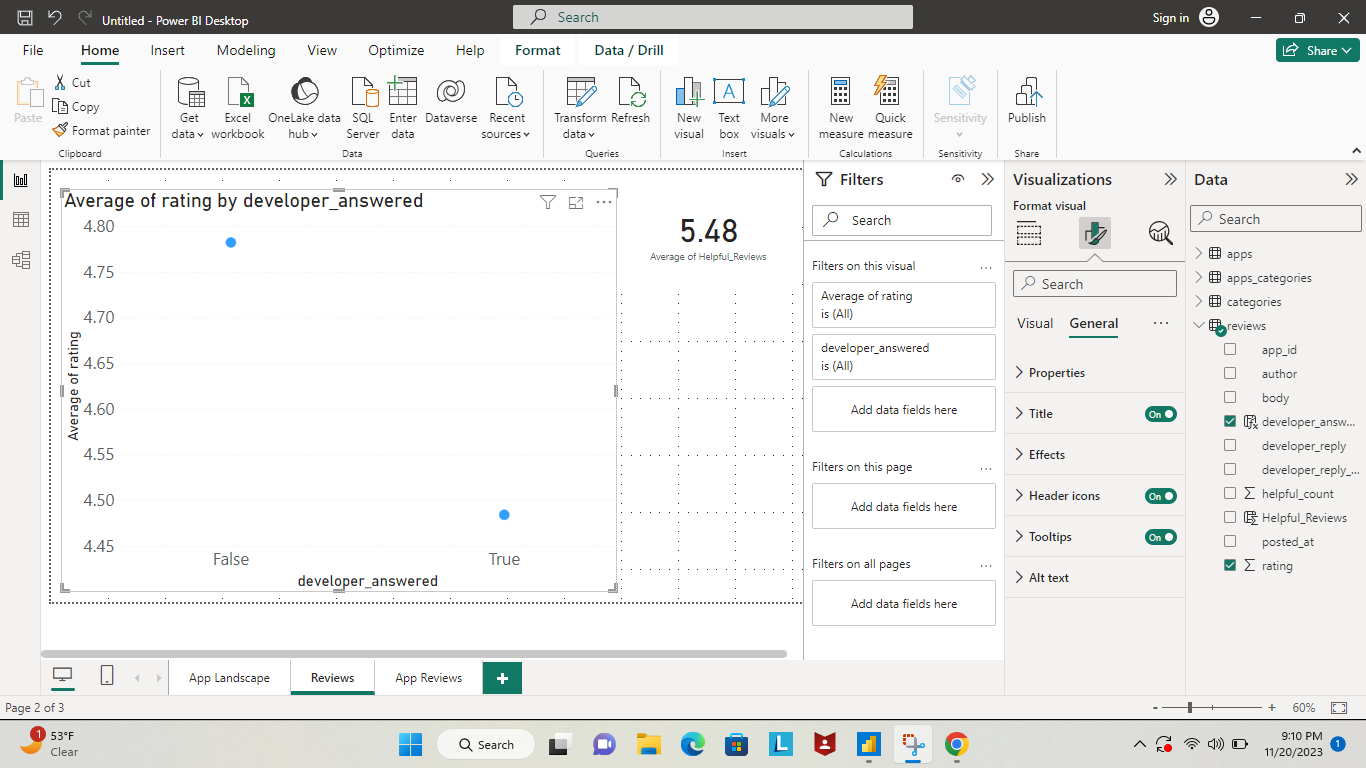 Untitled - Power BI Desktop
Search
Sign in
File
Home
Insert
Modeling
View
Optimize
Help
Format
Data / Drill
Share
Paste
Cut
Copy
Format painter
Clipboard
Get
data
Excel
workbook
OneLake data
hub
SQL
Server
Enter
data
Dataverse
Recent
sources
Data
Transform
data
Refresh
Queries
New
visual
Text
box
More
visuals
Insert
New
measure
Quick
measure
Calculations
Sensitivity
Sensitivity
Publish
Share
Average of rating by developer_answered
4.80
4.75
4.70
4.65
4.60
4.55
4.50
4.45
Average of rating
False
True
developer_answered
5.48
Average of Helpful_Reviews
Filters
Search
Filters on this visual
...
Average of rating
is (All)
developer_answered
is (All)
Add data fields here
Filters on this page
...
Add data fields here
Filters on all pages
...
Add data fields here
Visualizations
Format visual
Search
Visual
General
...
Properties
Title
On
Effects
Header icons
On
Tooltips
On
Alt text
Data
Search
apps
apps_categories
categories
reviews
app_id
author
body
developer_answ...
developer_reply
developer_reply_...
helpful_count
Helpful_Reviews
posted_at
rating
App Landscape
Reviews
App Reviews
Page 2 of 3
- + 60%
1
53°F
Clear
Search
9:10 PM
11/20/2023
1